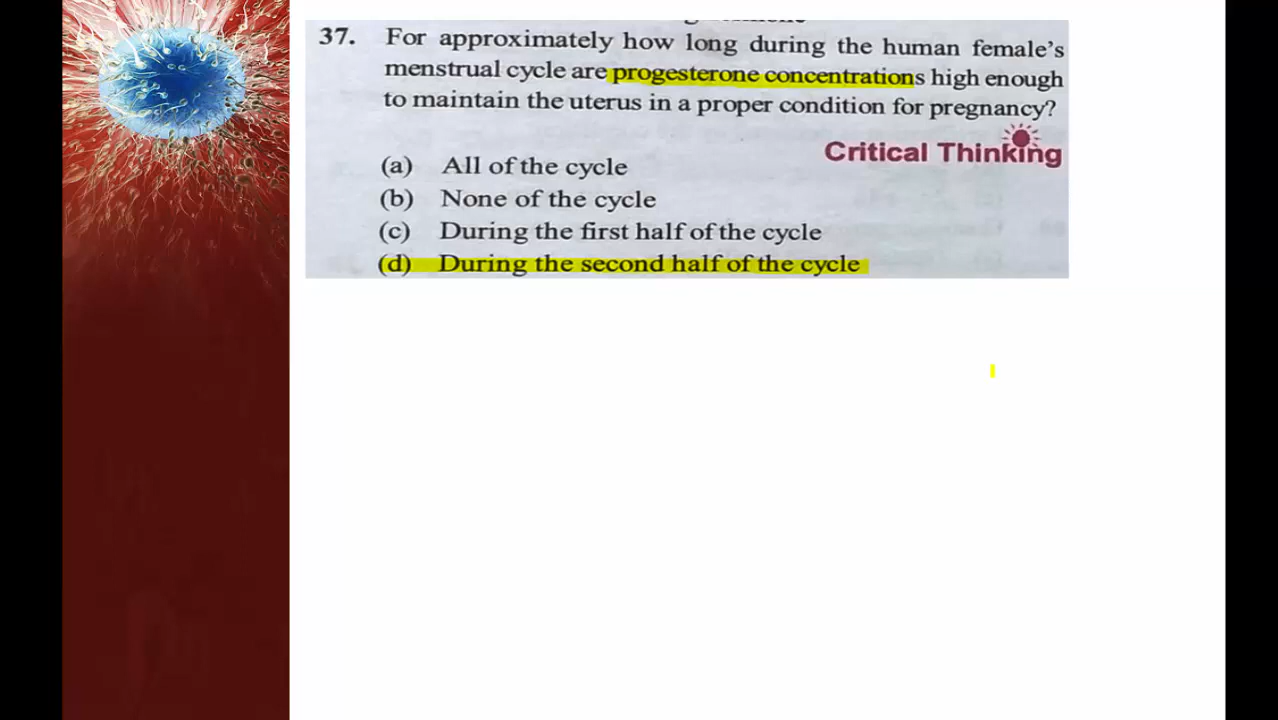 37. For approximately how long during the human female's
menstrual cycle are progesterone concentrations high enough
to maintain the uterus in a proper condition for pregnancy?
Critical Thinking
(a) All of the cycle
(b) None of the cycle
(c) During the first half of the cycle
(d) During the second half of the cycle